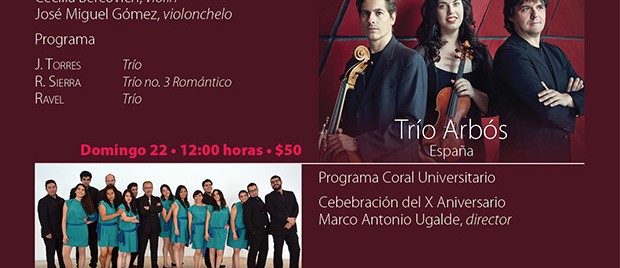 Cecilia Bercovich, violín
José Miguel Gómez, violonchelo
Programa
J. TORRES Trío
R. SIERRA Trío no. 3 Romántico
RAVEL Trío
Trío Arbós
España
Domingo 22 • 12:00 horas • $50
Programa Coral Universitario
Cebebración del X Aniversario
Marco Antonio Ugalde, director